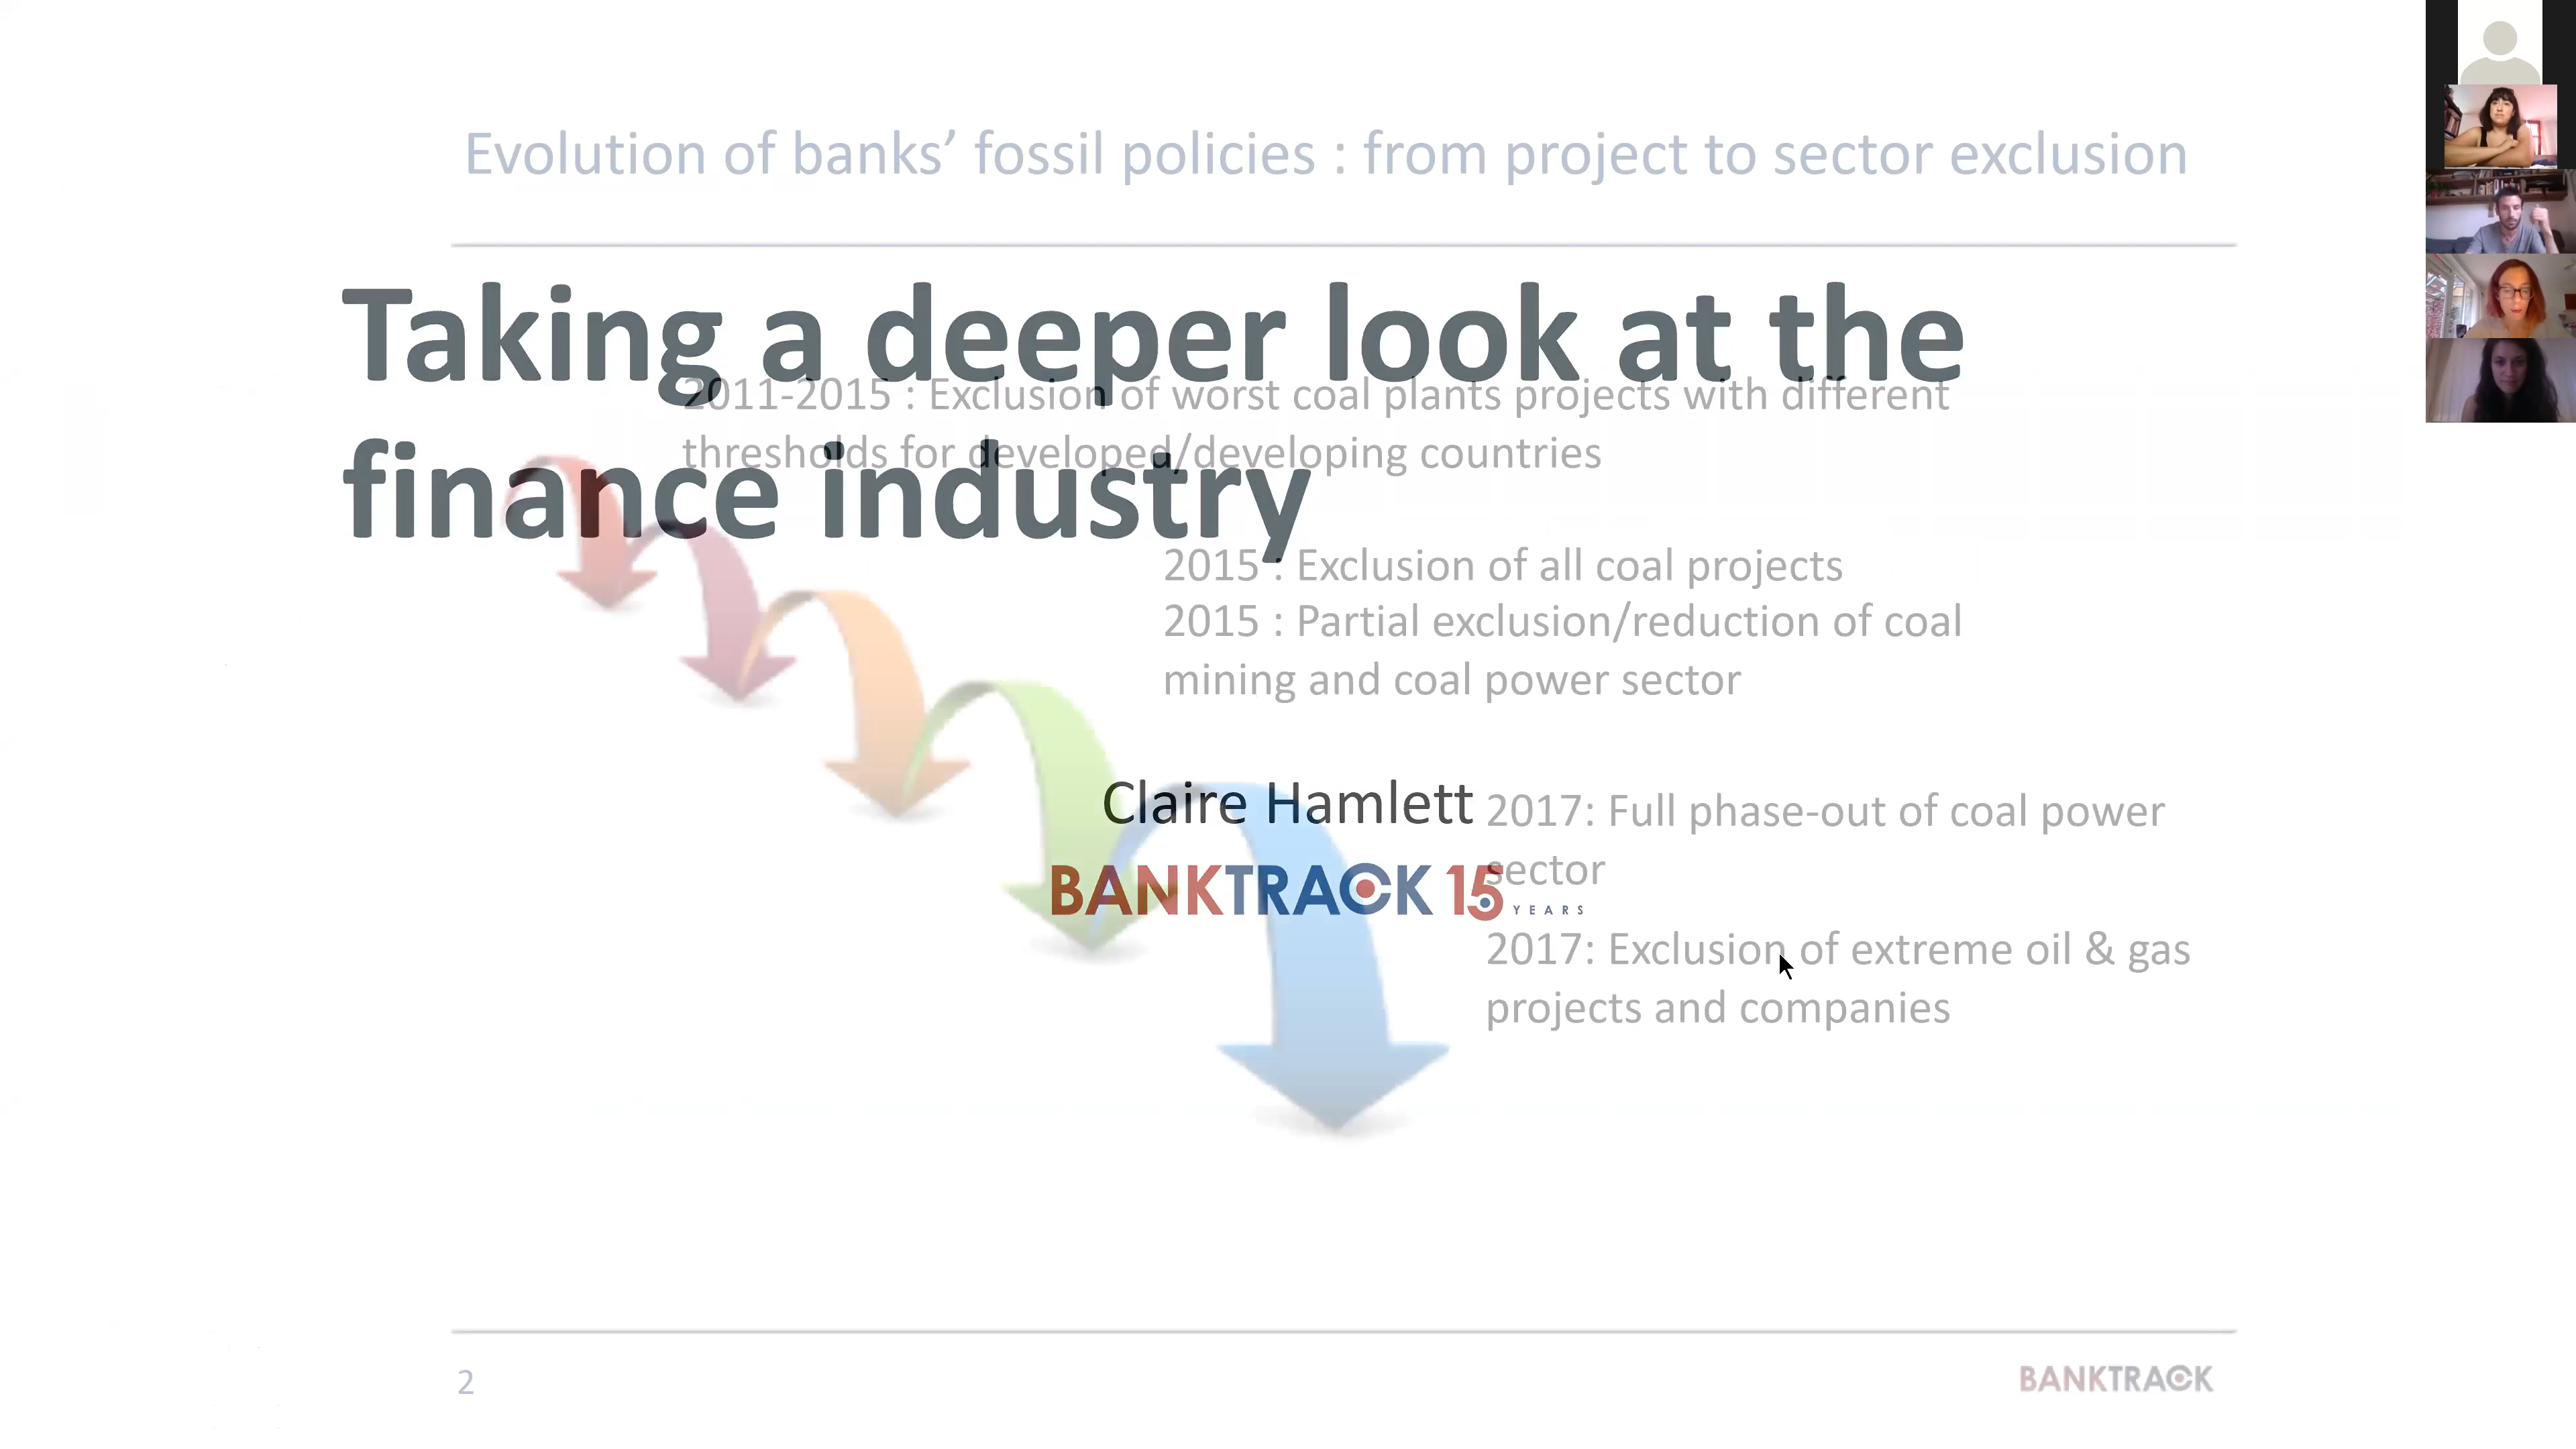 Evolution of banks’ fossil policies : from project to sector exclusion
Taking a deeper look at the
finance industry
2011-2015 : Exclusion of worst coal plants projects with different
thresholds for developed/developing countries
2015 : Exclusion of all coal projects
2015 : Partial exclusion/reduction of coal
mining and coal power sector
Claire Hamlett
BANKTRACK 15 YEARS
2017: Full phase-out of coal power
sector
2017: Exclusion of extreme oil & gas
projects and companies
2
BANKTRACK